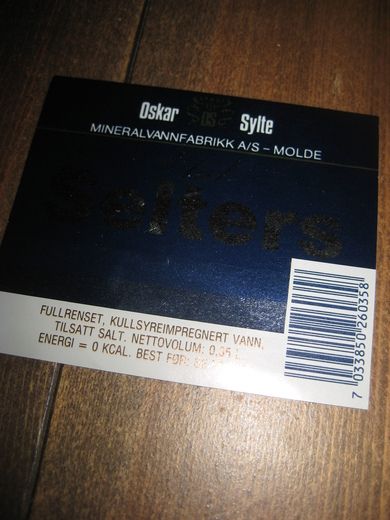 Oskar OS Sylte
MINERALVANNFABRIKK A/S – MOLDE
Selters
FULLRENSET, KULLSYREIMPREGNERT VANN,
TILSATT SALT. NETTOVOLUM: 0,35 L
ENERGI = 0 KCAL. BEST FØR:
7 033850 260358